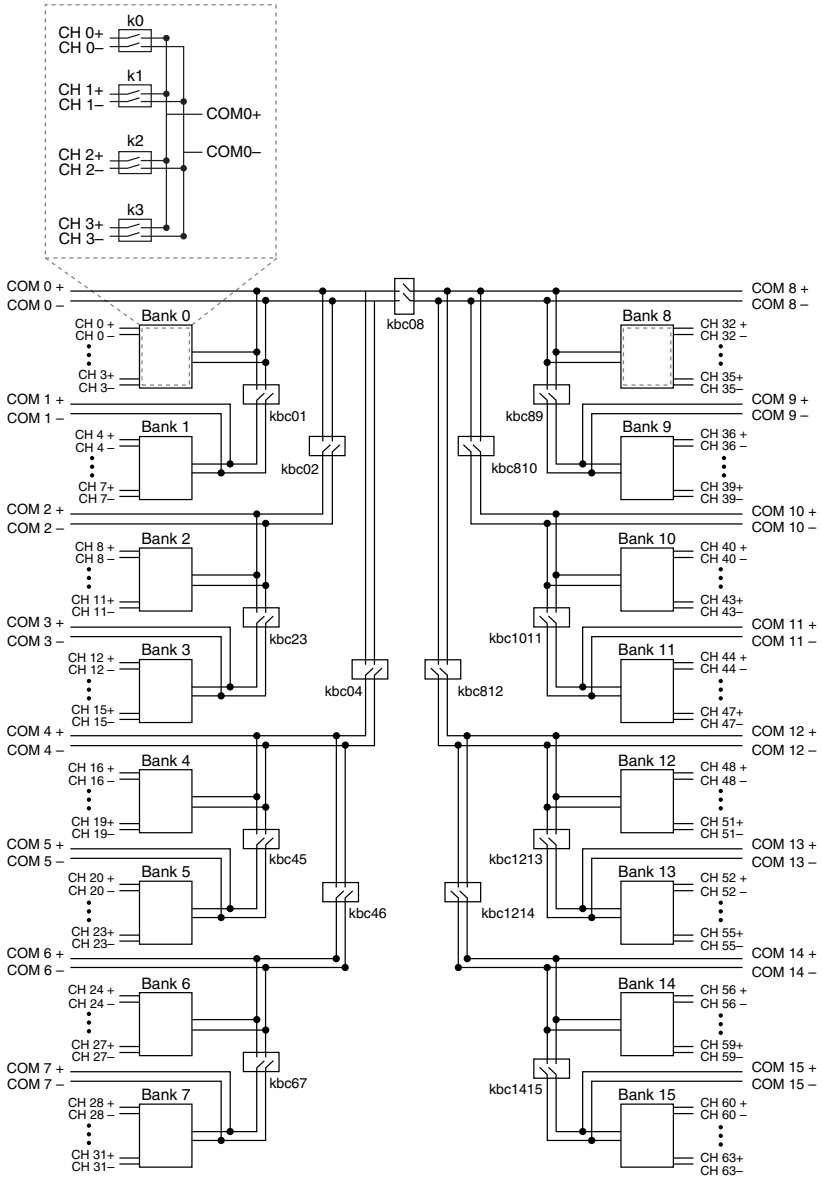 k0
CH 0+
CH 0–
k1
CH 1+
CH 1–
COM0+
k2
CH 2+
CH 2–
COM0–
k3
CH 3+
CH 3–
COM 0 +
COM 0 –
kbc08
COM 8 +
COM 8 –
Bank 0
CH 0 +
CH 0 –
CH 3+
CH 3–
kbc01
Bank 8
CH 32 +
CH 32 –
CH 35+
CH 35–
kbc89
COM 1 +
COM 1 –
COM 9 +
COM 9 –
Bank 1
CH 4 +
CH 4 –
CH 7+
CH 7–
kbc02
kbc810
Bank 9
CH 36 +
CH 36 –
CH 39+
CH 39–
COM 2 +
COM 2 –
COM 10 +
COM 10 –
Bank 2
CH 8 +
CH 8 –
CH 11+
CH 11–
kbc23
Bank 10
CH 40 +
CH 40 –
CH 43+
CH 43–
kbc1011
COM 3 +
COM 3 –
COM 11 +
COM 11 –
Bank 3
CH 12 +
CH 12 –
CH 15+
CH 15–
kbc04
kbc812
Bank 11
CH 44 +
CH 44 –
CH 47+
CH 47–
COM 4 +
COM 4 –
COM 12 +
COM 12 –
Bank 4
CH 16 +
CH 16 –
CH 19+
CH 19–
kbc45
Bank 12
CH 48 +
CH 48 –
CH 51+
CH 51–
kbc1213
COM 5 +
COM 5 –
COM 13 +
COM 13 –
Bank 5
CH 20 +
CH 20 –
CH 23+
CH 23–
kbc46
kbc1214
Bank 13
CH 52 +
CH 52 –
CH 55+
CH 55–
COM 6 +
COM 6 –
COM 14 +
COM 14 –
Bank 6
CH 24 +
CH 24 –
CH 27+
CH 27–
kbc67
Bank 14
CH 56 +
CH 56 –
CH 59+
CH 59–
kbc1415
COM 7 +
COM 7 –
COM 15 +
COM 15 –
Bank 7
CH 28 +
CH 28 –
CH 31+
CH 31–
Bank 15
CH 60 +
CH 60 –
CH 63+
CH 63–